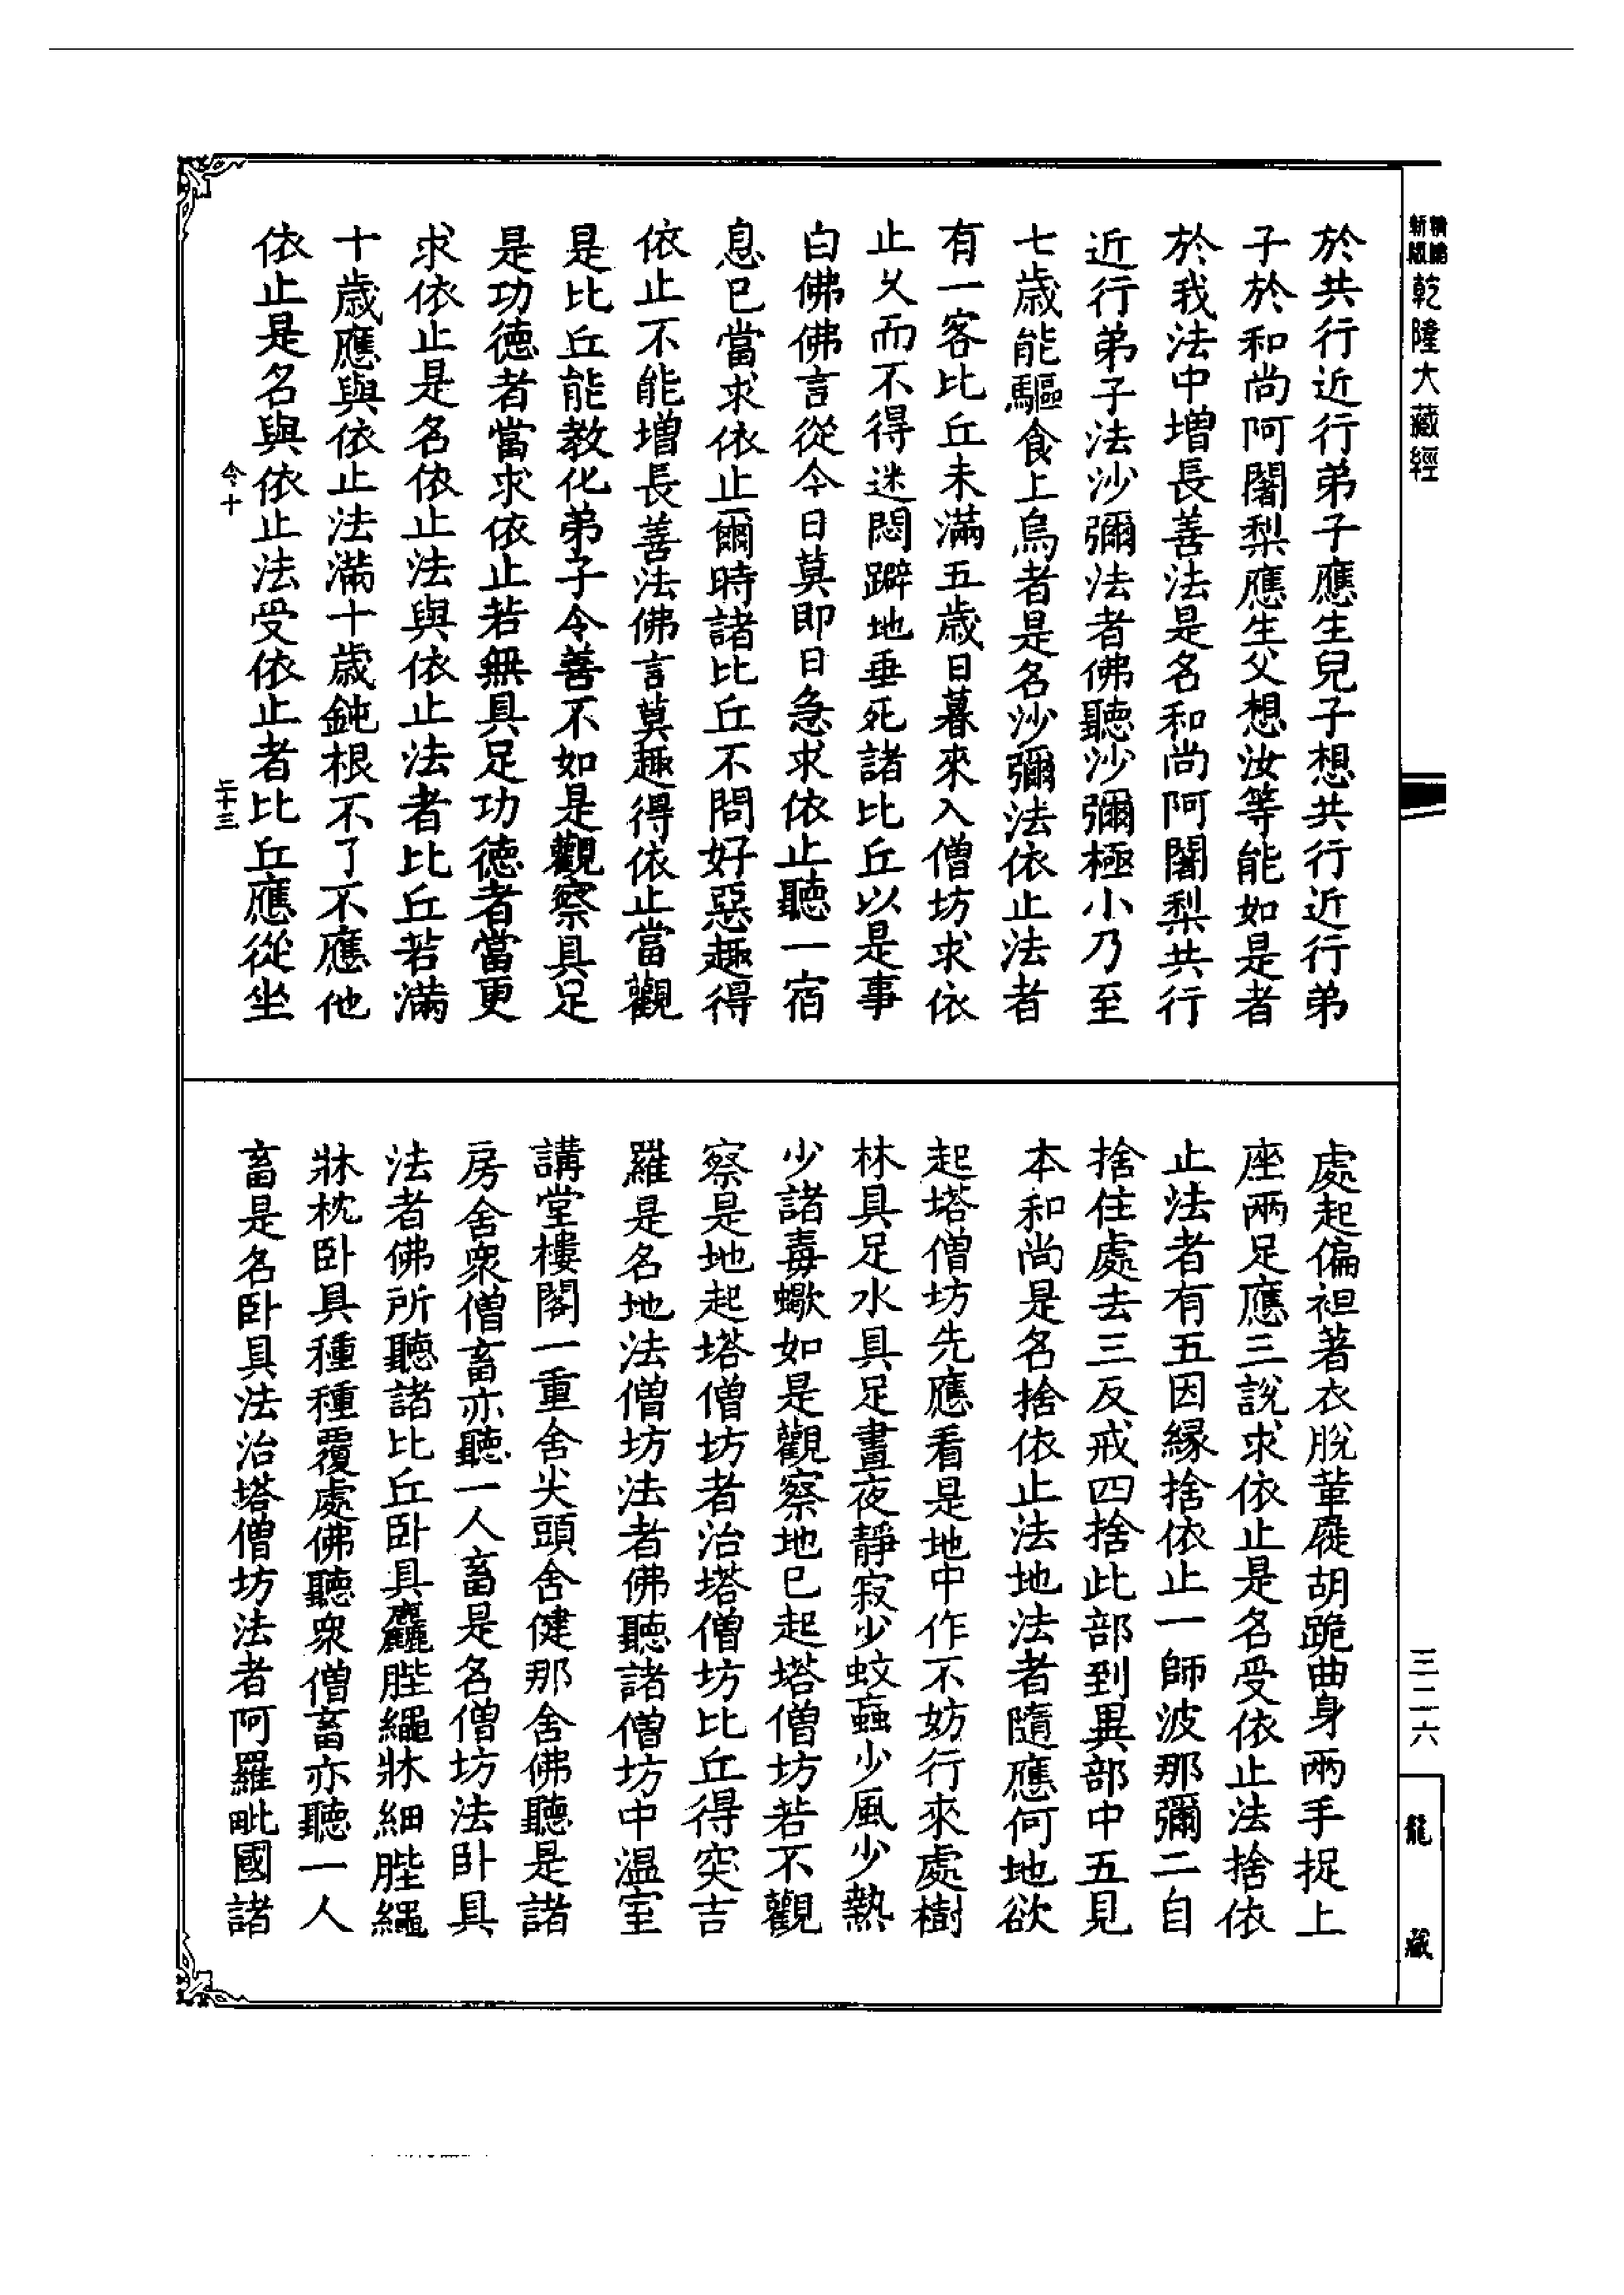 新版精縮乾隆大藏經
三二六
龍藏
於共行近行弟子應生兒子想共行近行弟
子於和尚阿闍梨應生父想汝等能如是者
於我法中增長善法是名和尚阿闍梨共行
近行弟子法沙彌法者佛聽沙彌極小乃至
七歲能驅食上烏者是名沙彌法依止法者
有一客比丘未滿五歲日暮來入僧坊求依
止乆而不得迷悶躃地垂死諸比丘以是事
白佛佛言從今日莫即日急求依止聽一宿
息已當求依止爾時諸比丘不問好惡趣得
依止不能增長善法佛言莫趣得依止當觀
是比丘能教化弟子令善不如是觀察具足
是功德者當求依止若無具足功德者當更
求依止是名依止法與依止法者比丘若滿
十歲應與依止法滿十歲鈍根不了不應他
依止是名與依止法受依止者比丘應從坐
今十 二十三
處起偏袒著衣脫革屣胡跪曲身兩手捉上
座兩足應三說求依止是名受依止法捨依
止法者有五因緣捨依止一師波那彌二自
捨住處去三反戒四捨此部到異部中五見
本和尚是名捨依止法地法者隨應何地欲
起塔僧坊先應看是地中作不妨行來處樹
林具足水具足晝夜靜寂少蚊蝱少風少熱
少諸毒蠍如是觀察地已起塔僧坊若不觀
察是地起塔僧坊者治塔僧坊比丘得突吉
羅是名地法僧坊法者佛聽諸僧坊中溫室
講堂樓閣一重舍尖頭舍健那舍佛聽是諸
房舍眾僧畜亦聽一人畜是名僧坊法卧具
法者佛所聽諸比丘卧具麤陛繩牀細陛繩
牀枕卧具種種覆處佛聽眾僧畜亦聽一人
畜是名卧具法治塔僧坊法者阿羅毗國諸